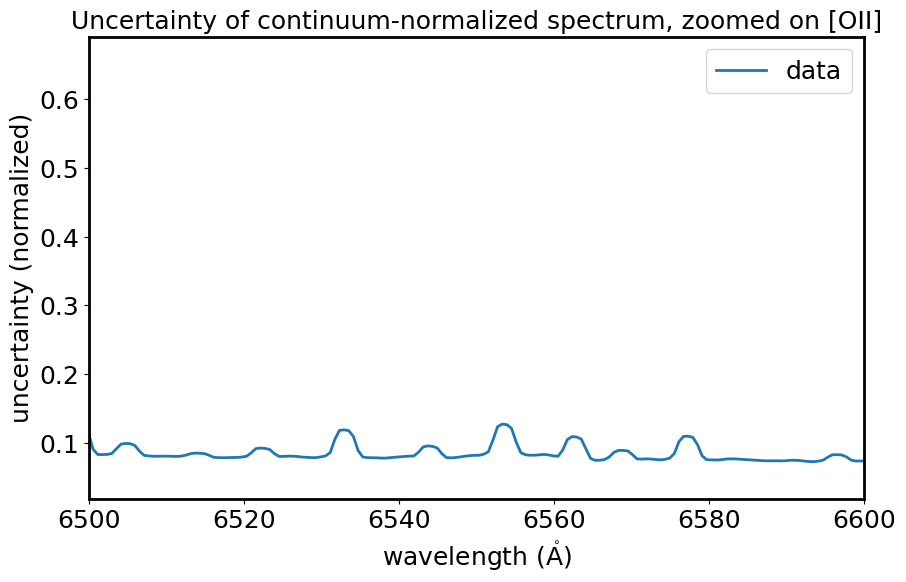 Uncertainty of continuum-normalized spectrum, zoomed on [OII]
data
uncertainty (normalized)
0.6
0.5
0.4
0.3
0.2
0.1
6500 6520 6540 6560 6580 6600
wavelength (Å)